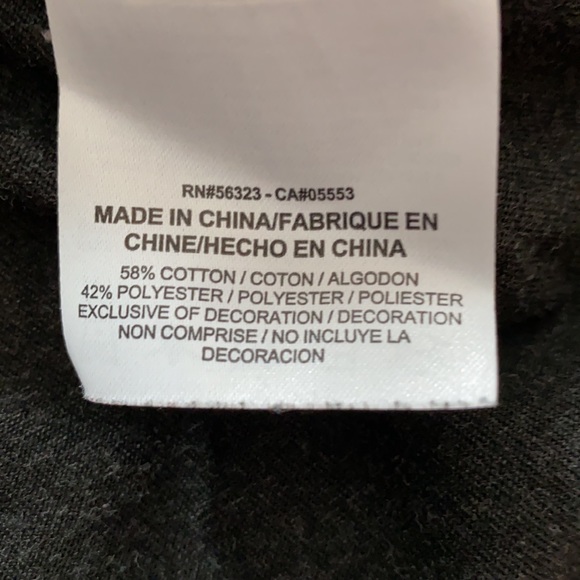 RN#56323 - CA#05553
MADE IN CHINA/FABRIQUE EN
CHINE/HECHO EN CHINA
58% COTTON / COTON / ALGODON
42% POLYESTER / POLYESTER / POLIESTER
EXCLUSIVE OF DECORATION / DECORATION
NON COMPRISE / NO INCLUYE LA
DECORACION